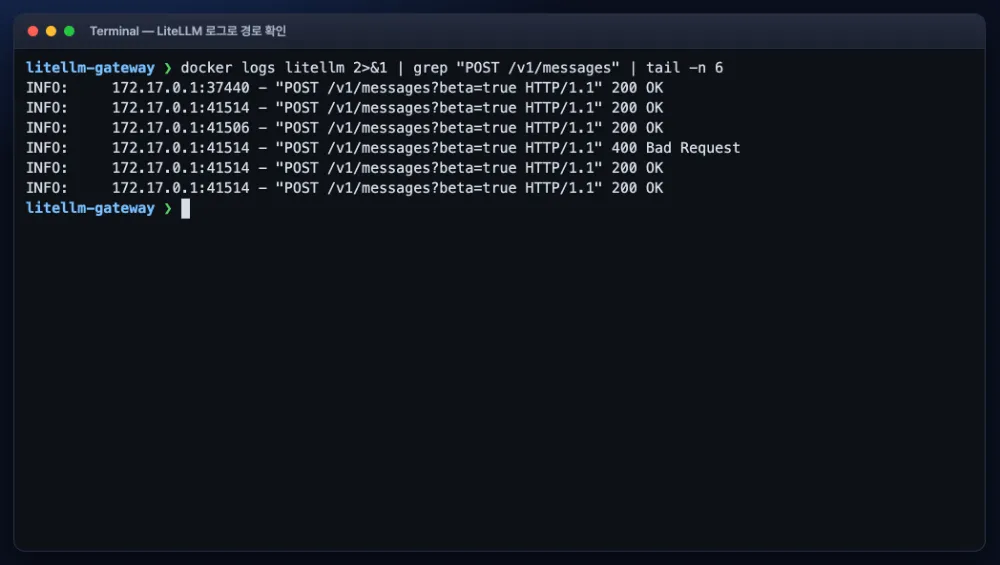 Terminal — LiteLLM 로그로 경로 확인
litellm-gateway ❯ docker logs litellm 2>&1 | grep "POST /v1/messages" | tail -n 6
INFO:     172.17.0.1:37440 - "POST /v1/messages?beta=true HTTP/1.1" 200 OK
INFO:     172.17.0.1:41514 - "POST /v1/messages?beta=true HTTP/1.1" 200 OK
INFO:     172.17.0.1:41506 - "POST /v1/messages?beta=true HTTP/1.1" 200 OK
INFO:     172.17.0.1:41514 - "POST /v1/messages?beta=true HTTP/1.1" 400 Bad Request
INFO:     172.17.0.1:41514 - "POST /v1/messages?beta=true HTTP/1.1" 200 OK
INFO:     172.17.0.1:41514 - "POST /v1/messages?beta=true HTTP/1.1" 200 OK
litellm-gateway ❯